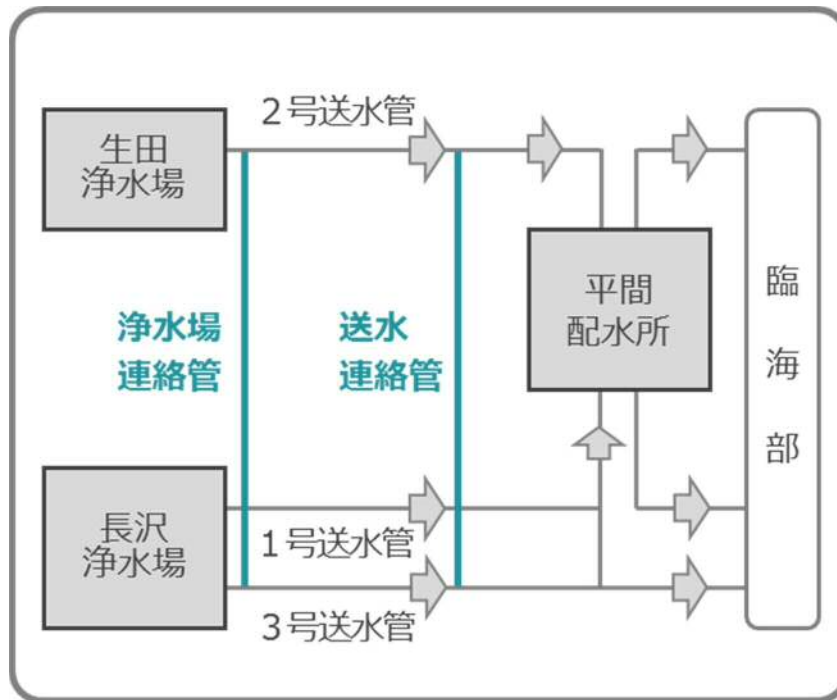 2号送水管
生田
浄水場
平間
配水所
臨海部
浄水場
連絡管
送水
連絡管
長沢
浄水場
1号送水管
3号送水管